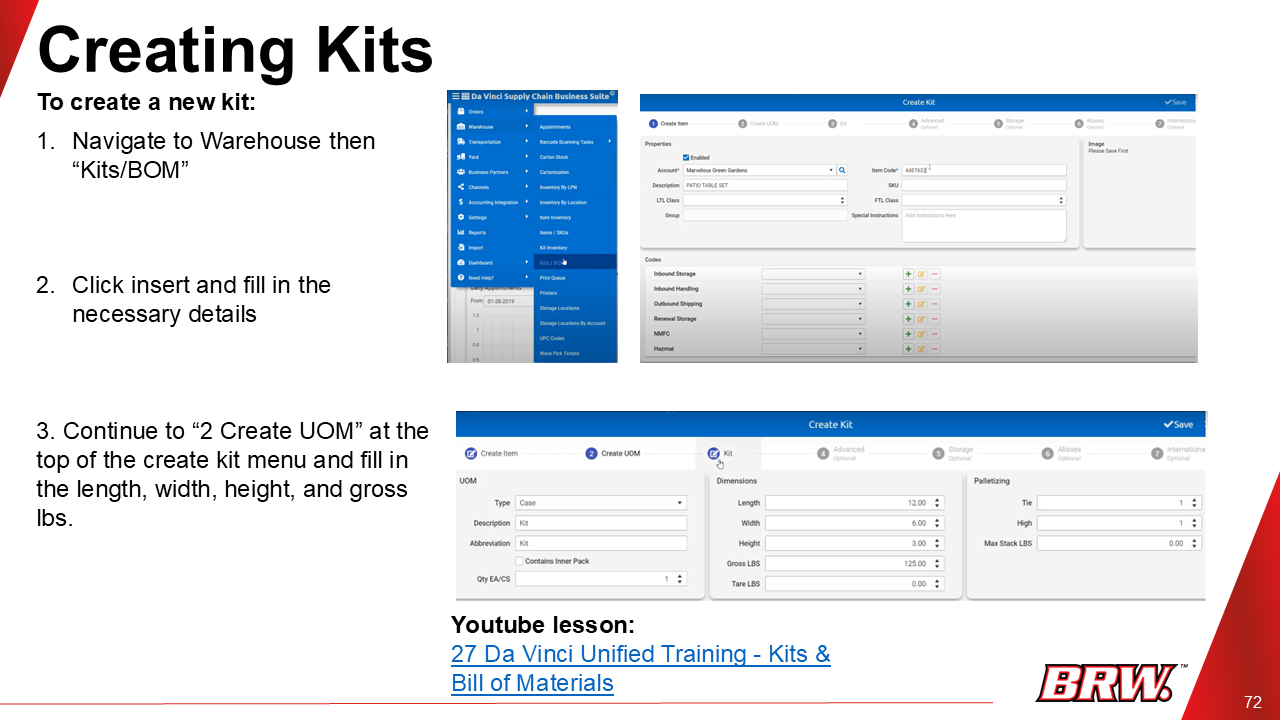 Creating Kits
To create a new kit:
1. Navigate to Warehouse then
“Kits/BOM”
2. Click insert and fill in the
necessary details
3. Continue to “2 Create UOM” at the
top of the create kit menu and fill in
the length, width, height, and gross
lbs.
Da Vinci Supply Chain Business Suite©
Orders
Warehouse
Transportation
Yard
Business Partners
Channels
Accounting Integration
Settings
Reports
Import
Dashboard
Need Help?
Appointments
Barcode Scanning Tasks
Carton Stock
Cartonization
Inventory By LPN
Inventory By Location
Item Inventory
Items / SKUs
Kit Inventory
Kits / BOM
Print Queue
Printers
Storage Locations
Storage Locations By Account
UPC Codes
Wave Pick Tickets
Daily Appointments
From 01-28-2019
1.2
1
0.8
0.6
Create Kit Save
1 Create Item 2 Create UOM 3 Kit 4 Advanced 5 Storage 6 Aliases 7 Internationa
Optional Optional Optional Optional
Properties Image
Please Save First
Enabled
Account* Marvelous Green Gardens Item Code* 4487632
Description PATIO TABLE SET SKU
LTL Class FTL Class
Group Special Instructions Add Instructions Here
Codes
Inbound Storage
Inbound Handling
Outbound Shipping
Renewal Storage
NMFC
Hazmat
Create Kit Save
Create Item 2 Create UOM Kit 4 Advanced 5 Storage 6 Aliases 7 Internationa
Optional Optional Optional Optional
UOM Dimensions Palletizing
Type Case Length 12.00 Tie 1
Description Kit Width 6.00 High 1
Abbreviation Kit Height 3.00 Max Stack LBS 0.00
Contains Inner Pack Gross LBS 125.00
Qty EA/CS 1 Tare LBS 0.00
Youtube lesson:
27 Da Vinci Unified Training - Kits &
Bill of Materials
BRW.™
72